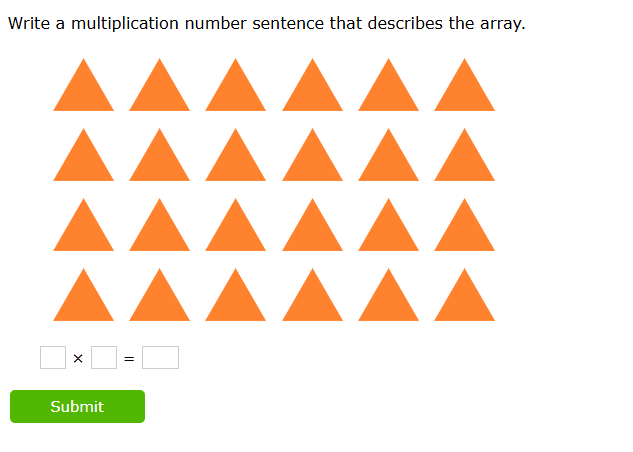 Write a multiplication number sentence that describes the array.
× =
Submit